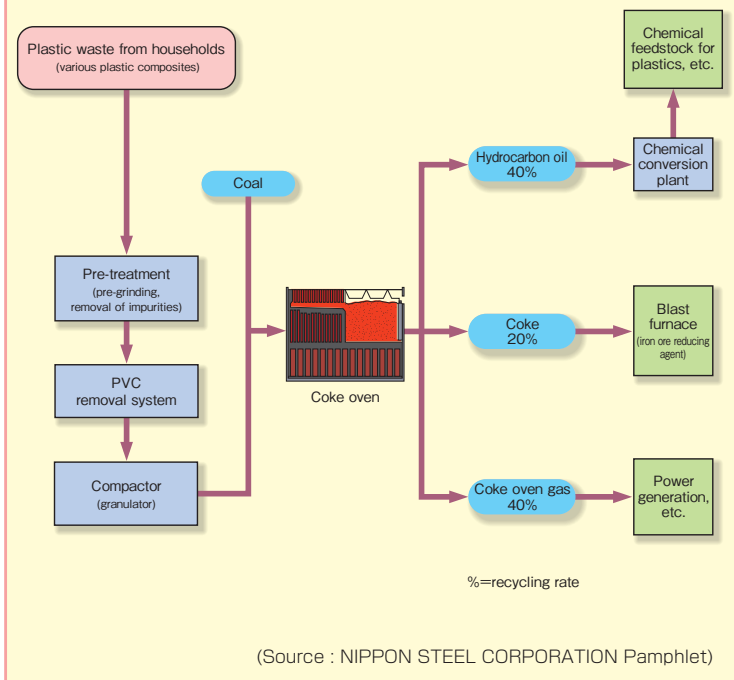 Plastic waste from households
(various plastic composites)
Coal
Pre-treatment
(pre-grinding,
removal of impurities)
PVC
removal system
Compactor
(granulator)
Coke oven
Hydrocarbon oil
40%
Chemical
conversion
plant
Chemical
feedstock for
plastics, etc.
Coke
20%
Blast
furnace
(iron ore reducing
agent)
Coke oven gas
40%
Power
generation,
etc.
%=recycling rate
(Source : NIPPON STEEL CORPORATION Pamphlet)